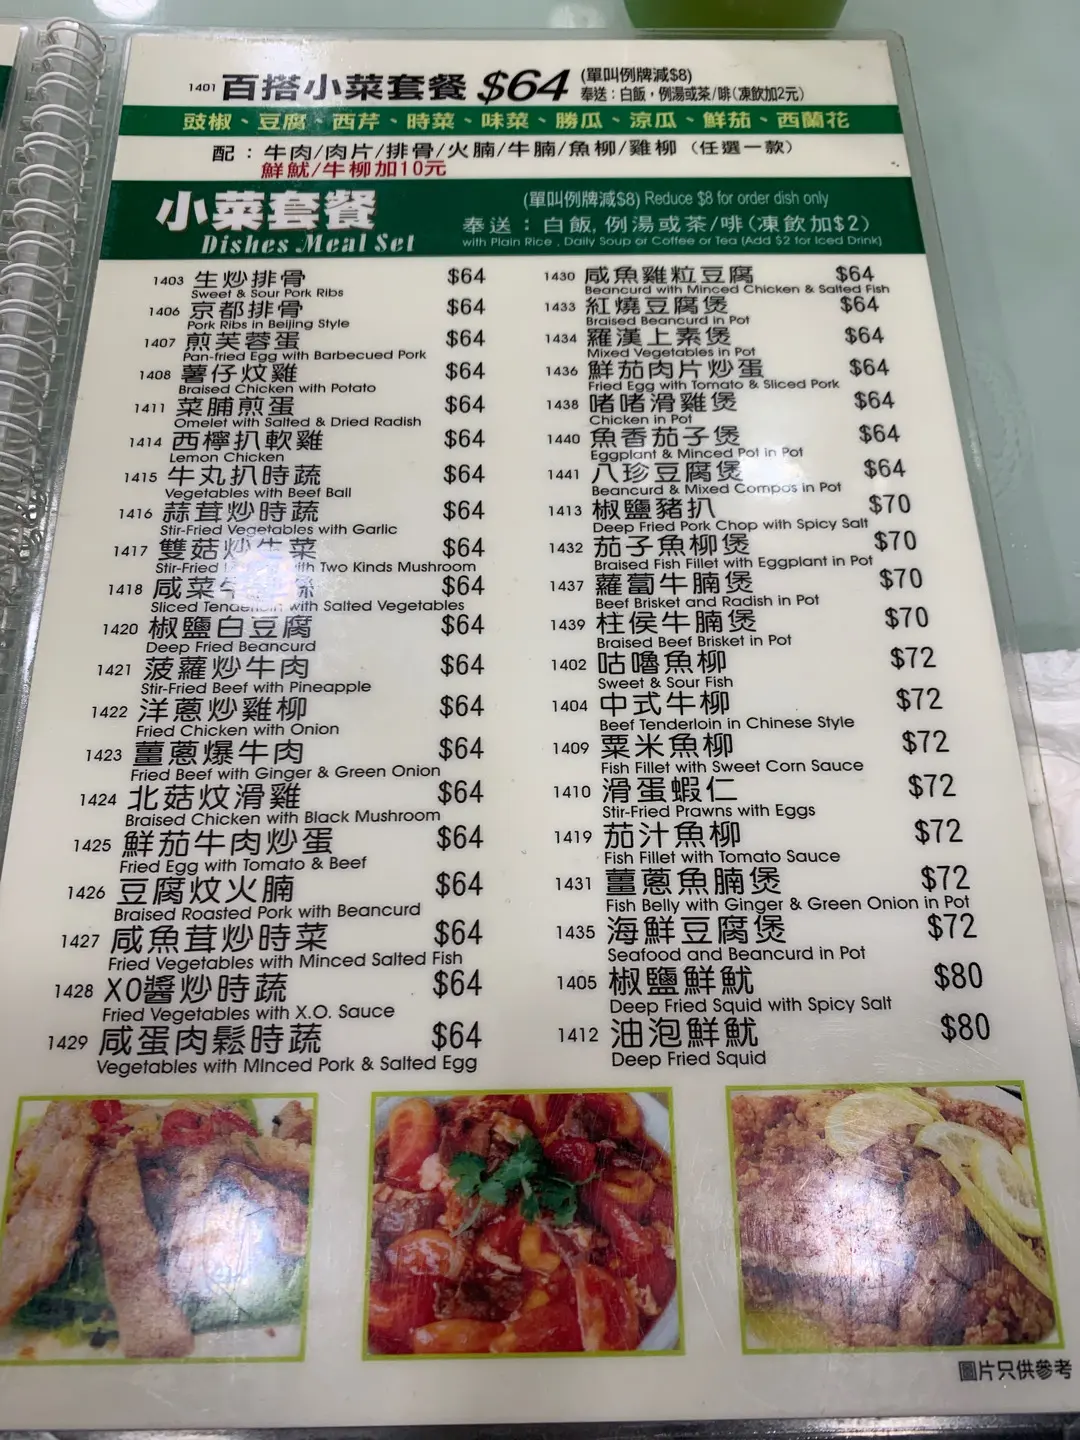 1401 百搭小菜套餐 $64 (單叫例牌減$8)
奉送：白飯，例湯或茶/啡(凍飲加2元)
豉椒、豆腐、西芹、時菜、味菜、勝瓜、涼瓜、鮮茄、西蘭花
配：牛肉/肉片/排骨/火腩/牛腩/魚柳/雞柳（任選一款）
鮮魷/牛柳加10元
小菜套餐
Dishes Meal Set
(單叫例牌減$8) Reduce $8 for order dish only
奉送：白飯, 例湯或茶/啡(凍飲加$2)
with Plain Rice , Daily Soup or Coffee or Tea (Add $2 for Iced Drink)
1403 生炒排骨 $64
Sweet & Sour Pork Ribs
1406 京都排骨 $64
Pork Ribs in Beijing Style
1407 煎芙蓉蛋 $64
Pan-fried Egg with Barbecued Pork
1408 薯仔炆雞 $64
Braised Chicken with Potato
1411 菜脯煎蛋 $64
Omelet with Salted & Dried Radish
1414 西檸扒軟雞 $64
Lemon Chicken
1415 牛丸扒時蔬 $64
Vegetables with Beef Ball
1416 蒜茸炒時蔬 $64
Stir-Fried Vegetables with Garlic
1417 雙菇炒生菜 $64
Stir-Fried with Two Kinds Mushroom
1418 咸菜牛 $64
Sliced Tenderloin with Salted Vegetables
1420 椒鹽白豆腐 $64
Deep Fried Beancurd
1421 菠蘿炒牛肉 $64
Stir-Fried Beef with Pineapple
1422 洋蔥炒雞柳 $64
Fried Chicken with Onion
1423 薑蔥爆牛肉 $64
Fried Beef with Ginger & Green Onion
1424 北菇炆滑雞 $64
Braised Chicken with Black Mushroom
1425 鮮茄牛肉炒蛋 $64
Fried Egg with Tomato & Beef
1426 豆腐炆火腩 $64
Braised Roasted Pork with Beancurd
1427 咸魚茸炒時菜 $64
Fried Vegetables with Minced Salted Fish
1428 XO醬炒時蔬 $64
Fried Vegetables with X.O. Sauce
1429 咸蛋肉鬆時蔬 $64
Vegetables with Minced Pork & Salted Egg
1430 咸魚雞粒豆腐 $64
Beancurd with Minced Chicken & Salted Fish
1433 紅燒豆腐煲 $64
Braised Beancurd in Pot
1434 羅漢上素煲 $64
Mixed Vegetables in Pot
1436 鮮茄肉片炒蛋 $64
Fried Egg with Tomato & Sliced Pork
1438 啫啫滑雞煲 $64
Chicken in Pot
1440 魚香茄子煲 $64
Eggplant & Minced Pot in Pot
1441 八珍豆腐煲 $64
Beancurd & Mixed Compos in Pot
1413 椒鹽豬扒 $70
Deep Fried Pork Chop with Spicy Salt
1432 茄子魚柳煲 $70
Braised Fish Fillet with Eggplant in Pot
1437 蘿蔔牛腩煲 $70
Beef Brisket and Radish in Pot
1439 柱侯牛腩煲 $70
Braised Beef Brisket in Pot
1402 咕嚕魚柳 $72
Sweet & Sour Fish
1404 中式牛柳 $72
Beef Tenderloin in Chinese Style
1409 粟米魚柳 $72
Fish Fillet with Sweet Corn Sauce
1410 滑蛋蝦仁 $72
Stir-Fried Prawns with Eggs
1419 茄汁魚柳 $72
Fish Fillet with Tomato Sauce
1431 薑蔥魚腩煲 $72
Fish Belly with Ginger & Green Onion in Pot
1435 海鮮豆腐煲 $72
Seafood and Beancurd in Pot
1405 椒鹽鮮魷 $80
Deep Fried Squid with Spicy Salt
1412 油泡鮮魷 $80
Deep Fried Squid
圖片只供參考